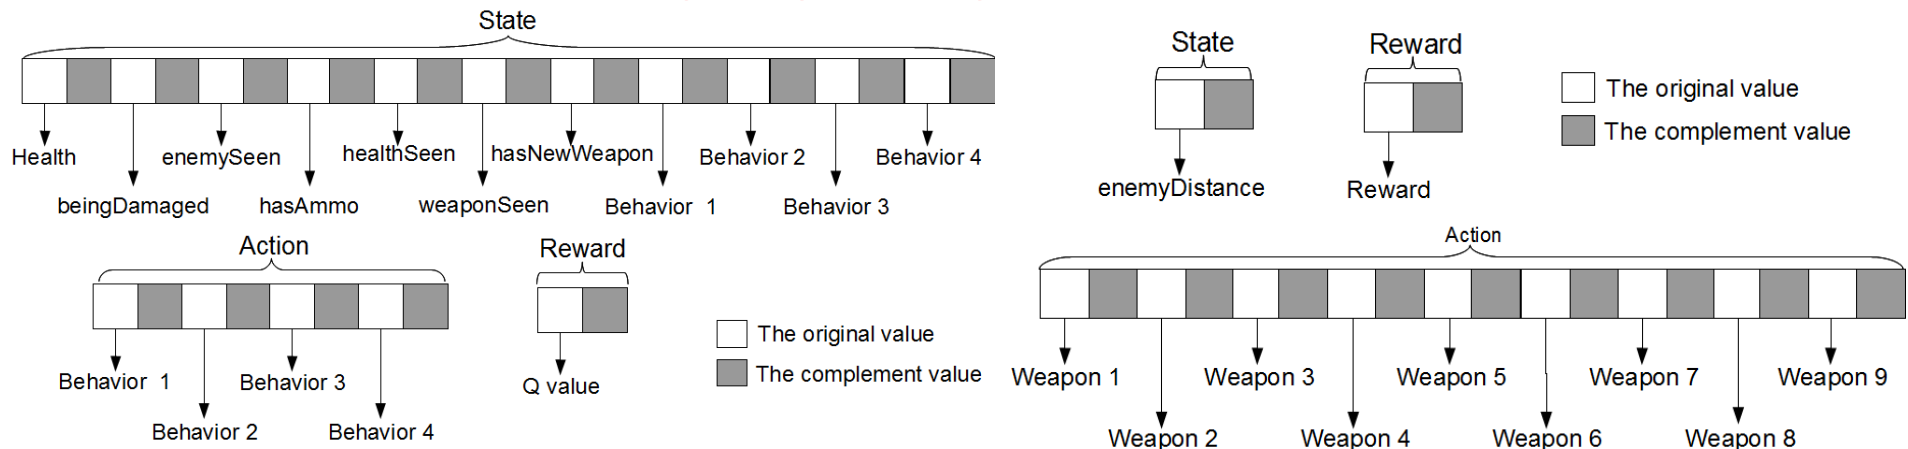 State
Health
beingDamaged
enemySeen
hasAmmo
healthSeen
weaponSeen
hasNewWeapon
Behavior 1
Behavior 2
Behavior 3
Behavior 4
Action
Behavior 1
Behavior 2
Behavior 3
Behavior 4
Reward
Q value
The original value
The complement value
State
enemyDistance
Reward
Reward
The original value
The complement value
Action
Weapon 1
Weapon 2
Weapon 3
Weapon 4
Weapon 5
Weapon 6
Weapon 7
Weapon 8
Weapon 9